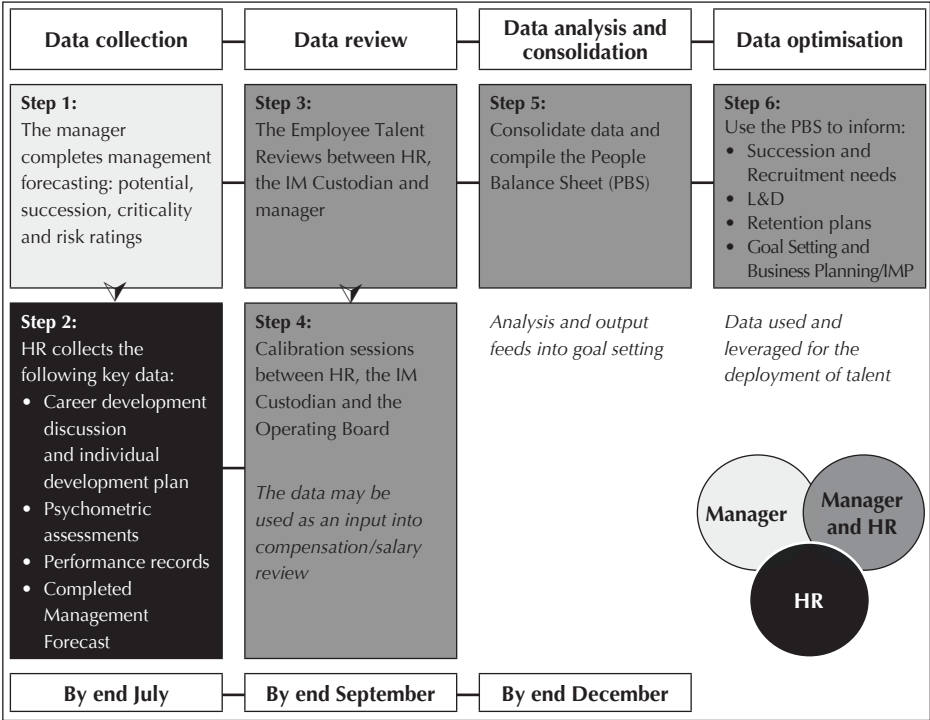 Data collection
Data review
Data analysis and
consolidation
Data optimisation
Step 1:
The manager
completes management
forecasting: potential,
succession, criticality
and risk ratings
Step 3:
The Employee Talent
Reviews between HR,
the IM Custodian and
manager
Step 5:
Consolidate data and
compile the People
Balance Sheet (PBS)
Step 6:
Use the PBS to inform:
• Succession and
Recruitment needs
• L&D
• Retention plans
• Goal Setting and
Business Planning/IMP
Step 2:
HR collects the
following key data:
• Career development
discussion
and individual
development plan
• Psychometric
assessments
• Performance records
• Completed
Management
Forecast
Step 4:
Calibration sessions
between HR, the IM
Custodian and the
Operating Board
The data may be
used as an input into
compensation/salary
review
Analysis and output
feeds into goal setting
Data used and
leveraged for the
deployment of talent
Manager
Manager
and HR
HR
By end July
By end September
By end December